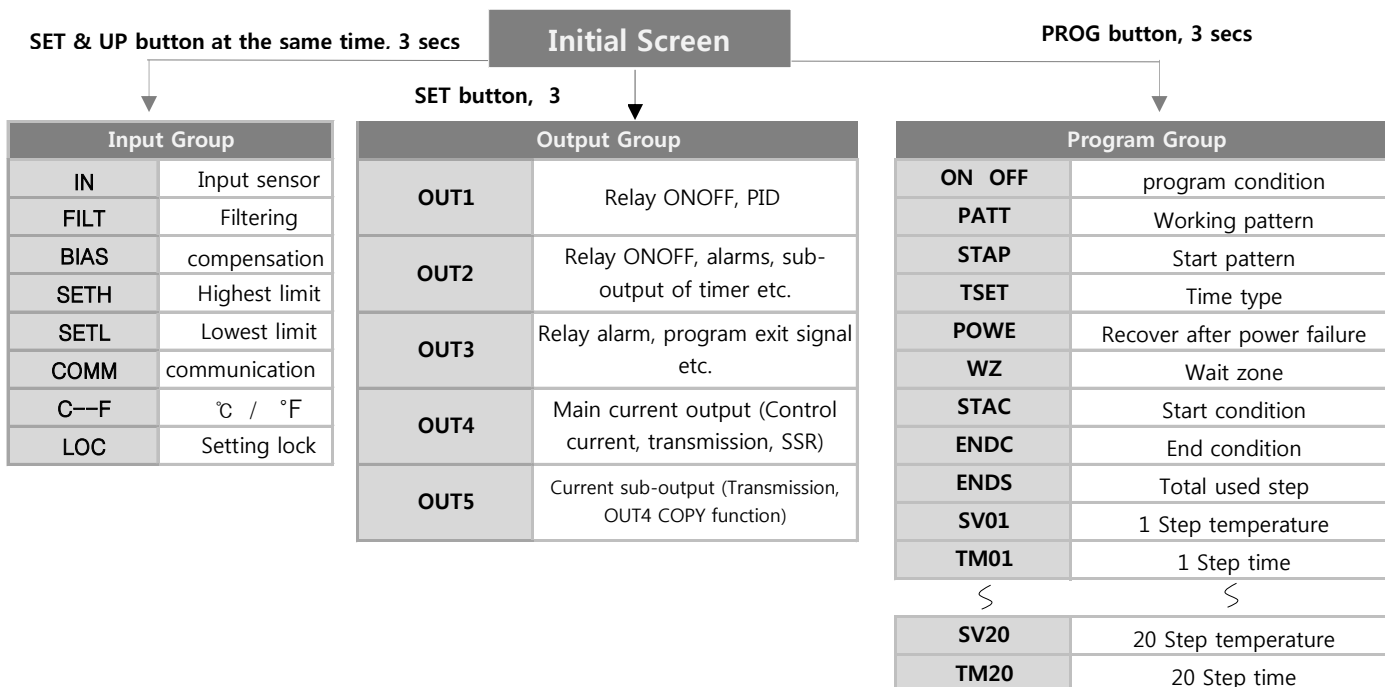 Initial Screen
SET & UP button at the same time. 3 secs
PROG button, 3 secs
SET button, 3
Input Group
IN Input sensor
FILT Filtering
BIAS compensation
SETH Highest limit
SETL Lowest limit
COMM communication
C--F ℃ / °F
LOC Setting lock
Output Group
OUT1 Relay ONOFF, PID
OUT2 Relay ONOFF, alarms, sub-
output of timer etc.
OUT3 Relay alarm, program exit signal
etc.
OUT4 Main current output (Control
current, transmission, SSR)
OUT5 Current sub-output (Transmission,
OUT4 COPY function)
Program Group
ON OFF program condition
PATT Working pattern
STAP Start pattern
TSET Time type
POWE Recover after power failure
WZ Wait zone
STAC Start condition
ENDC End condition
ENDS Total used step
SV01 1 Step temperature
TM01 1 Step time
SV20 20 Step temperature
TM20 20 Step time